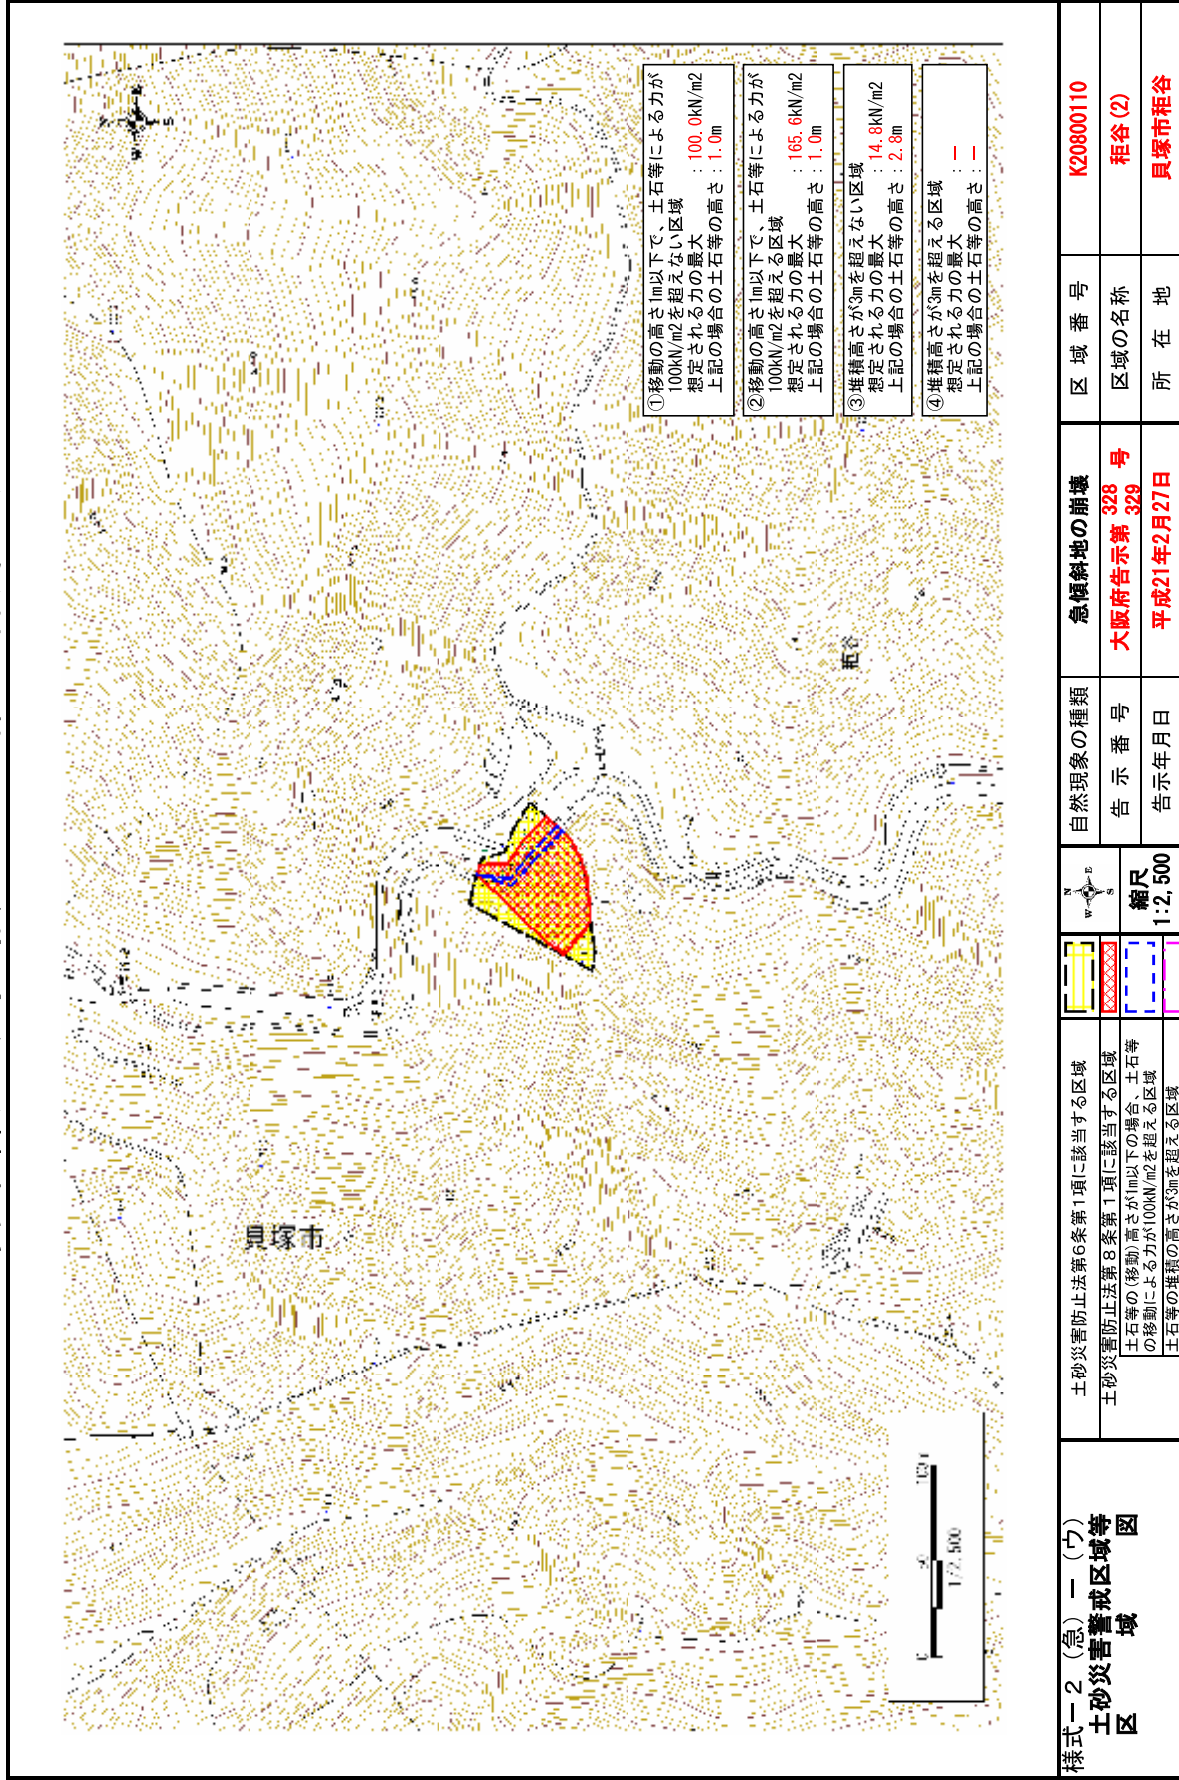 ①移動の高さ1m以下で、土石等による力が
100kN/m2を超えない区域
想定される力の最大 : 100.0kN/m2
上記の場合の土石等の高さ : 1.0m
②移動の高さ1m以下で、土石等による力が
100kN/m2を超える区域
想定される力の最大 : 165.6kN/m2
上記の場合の土石等の高さ : 1.0m
③堆積高さが3mを超えない区域
想定される力の最大 : 14.8kN/m2
上記の場合の土石等の高さ : 2.8m
④堆積高さが3mを超える区域
想定される力の最大 : ー
上記の場合の土石等の高さ : ー
貝塚市
0 50 100
1/2,500
様式ー2(急)ー(ウ)
土砂災害警戒区域等
区域図
土砂災害防止法第6条第1項に該当する区域
土砂災害防止法第8条第1項に該当する区域
土石等の(移動)高さが1m以下の場合、土石等
の移動による力が100kN/m2を超える区域
土石等の堆積の高さが3mを超える区域
N
W E
S
縮尺
1:2,500
自然現象の種類 急傾斜地の崩壊
告示番号 大阪府告示第 328 329 号
告示年月日 平成21年2月27日
区域番号 K20800110
区域の名称 秬谷(2)
所在地 貝塚市秬谷